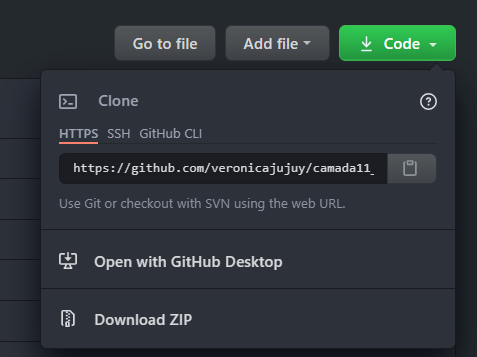 Go to file Add file Code
Clone
HTTPS SSH GitHub CLI
https://github.com/veronicajujuy/camada11_
Use Git or checkout with SVN using the web URL.
Open with GitHub Desktop
Download ZIP